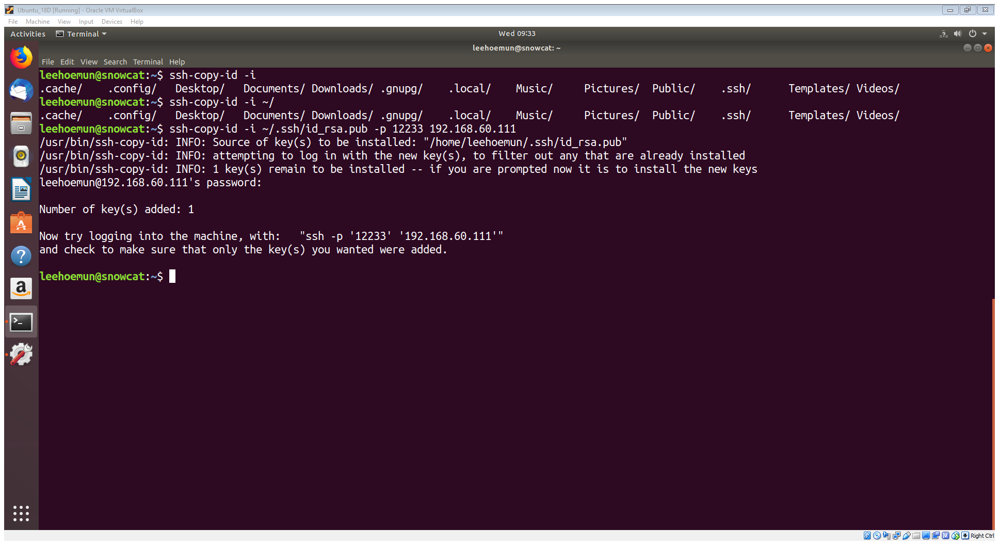 Ubuntu_18D [Running] - Oracle VM VirtualBox
File Machine View Input Devices Help
Activities Terminal Wed 09:33
leehoemun@snowcat: ~
File Edit View Search Terminal Help
leehoemun@snowcat:~$ ssh-copy-id -i
.cache/ .config/ Desktop/ Documents/ Downloads/ .gnupg/ .local/ Music/ Pictures/ Public/ .ssh/ Templates/ Videos/
leehoemun@snowcat:~$ ssh-copy-id -i ~/
.cache/ .config/ Desktop/ Documents/ Downloads/ .gnupg/ .local/ Music/ Pictures/ Public/ .ssh/ Templates/ Videos/
leehoemun@snowcat:~$ ssh-copy-id -i ~/.ssh/id_rsa.pub -p 12233 192.168.60.111
/usr/bin/ssh-copy-id: INFO: Source of key(s) to be installed: "/home/leehoemun/.ssh/id_rsa.pub"
/usr/bin/ssh-copy-id: INFO: attempting to log in with the new key(s), to filter out any that are already installed
/usr/bin/ssh-copy-id: INFO: 1 key(s) remain to be installed -- if you are prompted now it is to install the new keys
leehoemun@192.168.60.111's password:
Number of key(s) added: 1
Now try logging into the machine, with: "ssh -p '12233' '192.168.60.111'"
and check to make sure that only the key(s) you wanted were added.
leehoemun@snowcat:~$
Right Ctrl